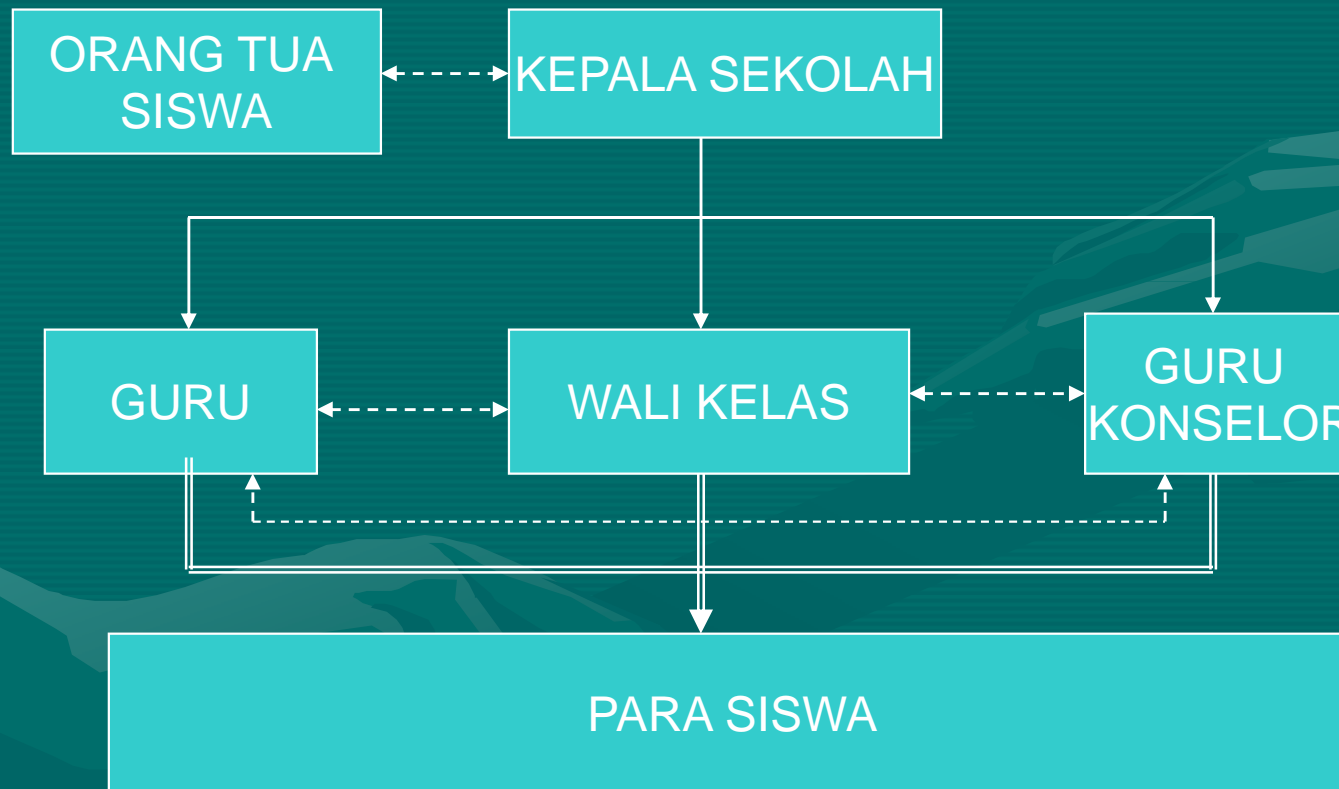 ORANG TUA
SISWA
KEPALA SEKOLAH
GURU
WALI KELAS
GURU
KONSELOR
PARA SISWA